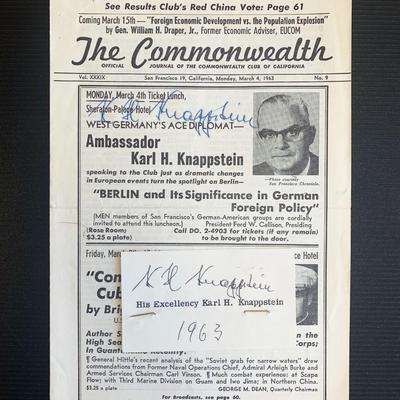 See Results Club's Red China Vote: Page 61
Coming March 15th— "Foreign Economic Development vs. the Population Explosion"
by Gen. William H. Draper, Jr., Former Economic Adviser, EUCOM
The Commonwealth
OFFICIAL JOURNAL OF THE COMMONWEALTH CLUB OF CALIFORNIA
Vol. XXXIX San Francisco 19, California, Monday, March 4, 1963 No. 9
MONDAY, March 4th Ticket Lunch,
Sheraton-Palace Hotel
K H Knappstein
WEST GERMANY'S ACE DIPLOMAT—
Ambassador
Karl H. Knappstein
speaking to the Club just as dramatic changes
in European events turn the spotlight on Berlin—
—Photo courtesy
San Francisco Chronicle.
"BERLIN and Its Significance in German
Foreign Policy"
(MEN members of San Francisco's German-American groups are cordially
invited to attend this luncheon.) President Ford W. Callison, Presiding
(Rose Room) Call DO. 2-4903 for tickets (if any remain)
$3.25 a plate) to be brought to the door.
Friday, March Hotel
"Con
Cub
by Brig
U.S.
K H Knappstein
His Excellency Karl H. Knappstein
1963
Author S on the
High Sea Corps;
In Guantanamo Recently.
¶ General Hittle's recent analysis of the "Soviet grab for narrow waters" drew
commendations from Former Naval Operations Chief, Admiral Arleigh Burke and
Armed Services Chairman Carl Vinson. ¶ Much combat experience: at Scapa
Flow; with Third Marine Division on Guam and Iwo Jima; in Northern China.
$3.25 a plate) GEORGE M. DEAN, Quarterly Chairman
For Broadcasts, see page 60.